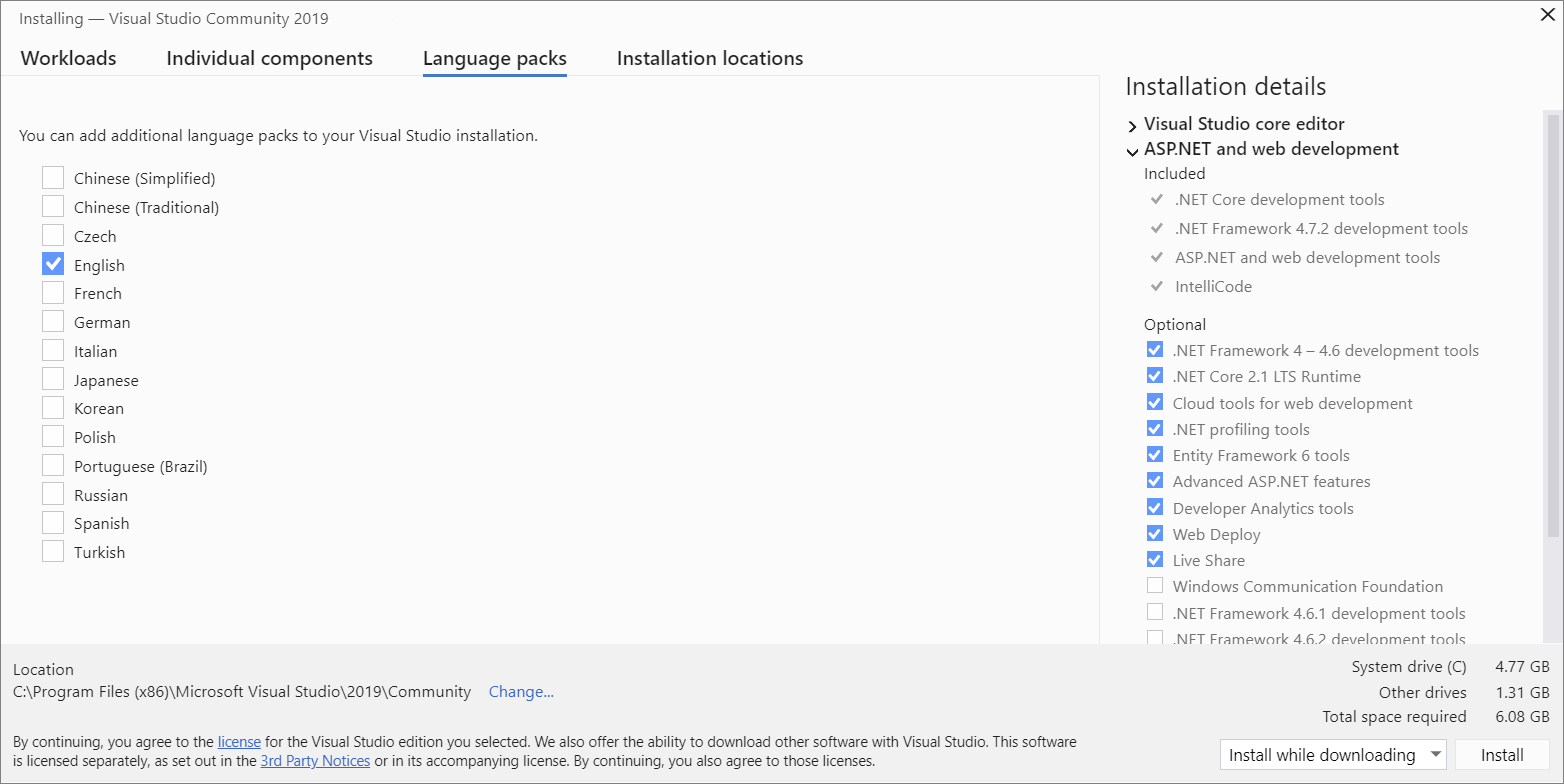 Installing — Visual Studio Community 2019
Workloads Individual components Language packs Installation locations
You can add additional language packs to your Visual Studio installation.
Chinese (Simplified)
Chinese (Traditional)
Czech
English
French
German
Italian
Japanese
Korean
Polish
Portuguese (Brazil)
Russian
Spanish
Turkish
Installation details
Visual Studio core editor
ASP.NET and web development
Included
.NET Core development tools
.NET Framework 4.7.2 development tools
ASP.NET and web development tools
IntelliCode
Optional
.NET Framework 4 – 4.6 development tools
.NET Core 2.1 LTS Runtime
Cloud tools for web development
.NET profiling tools
Entity Framework 6 tools
Advanced ASP.NET features
Developer Analytics tools
Web Deploy
Live Share
Windows Communication Foundation
.NET Framework 4.6.1 development tools
.NET Framework 4.6.2 development tools
Location
C:\Program Files (x86)\Microsoft Visual Studio\2019\Community Change...
By continuing, you agree to the license for the Visual Studio edition you selected. We also offer the ability to download other software with Visual Studio. This software
is licensed separately, as set out in the 3rd Party Notices or in its accompanying license. By continuing, you also agree to those licenses.
System drive (C) 4.77 GB
Other drives 1.31 GB
Total space required 6.08 GB
Install while downloading Install